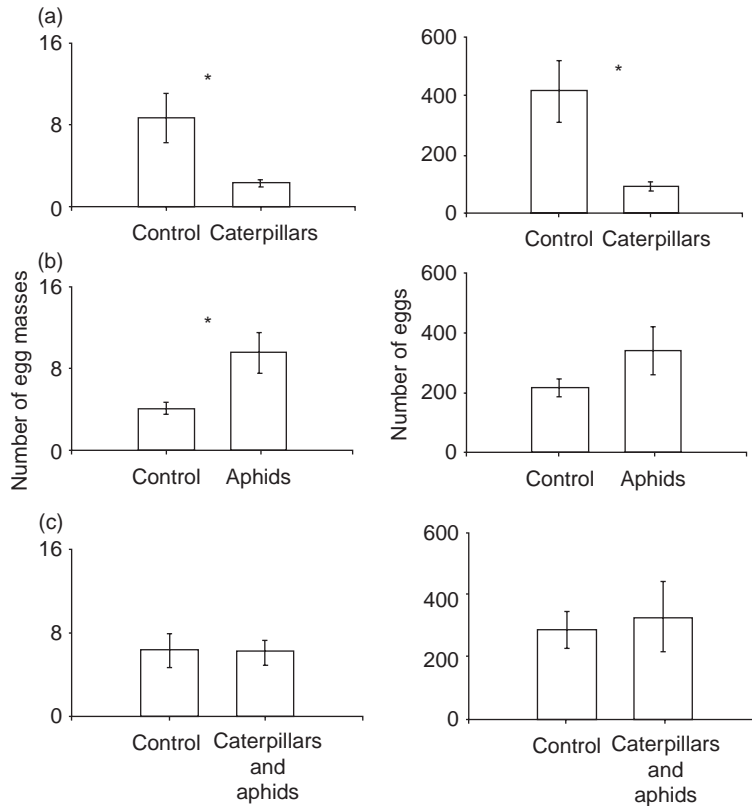 (a)
16
8
0
*
Control Caterpillars
600
400
200
0
*
Control Caterpillars
(b)
Number of egg masses
16
8
0
*
Control Aphids
Number of eggs
600
400
200
0
Control Aphids
(c)
16
8
0
Control Caterpillars
and
aphids
600
400
200
0
Control Caterpillars
and
aphids